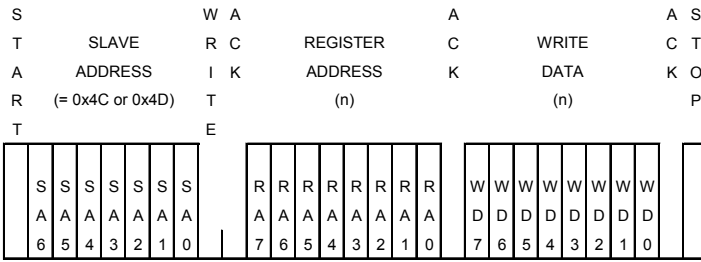 S W A A A S
T SLAVE R C REGISTER C WRITE C T
A ADDRESS I K ADDRESS K DATA K O
R (= 0x4C or 0x4D) T (n) (n) P
T E
S S S S S S S R R R R R R R R W W W W W W W W
A A A A A A A A A A A A A A A D D D D D D D D
6 5 4 3 2 1 0 7 6 5 4 3 2 1 0 7 6 5 4 3 2 1 0